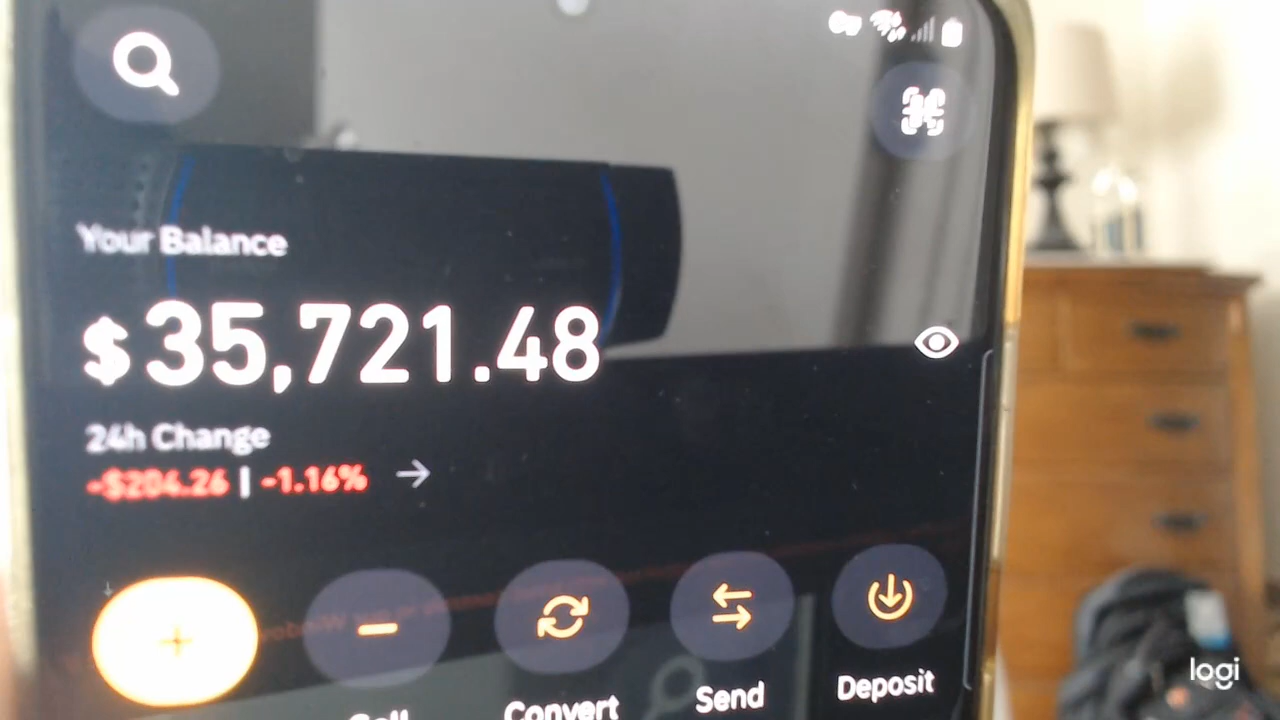 Your Balance
$35,721.48
24h Change
-$204.26 | -1.16%
+
Convert
Send
Deposit
logi